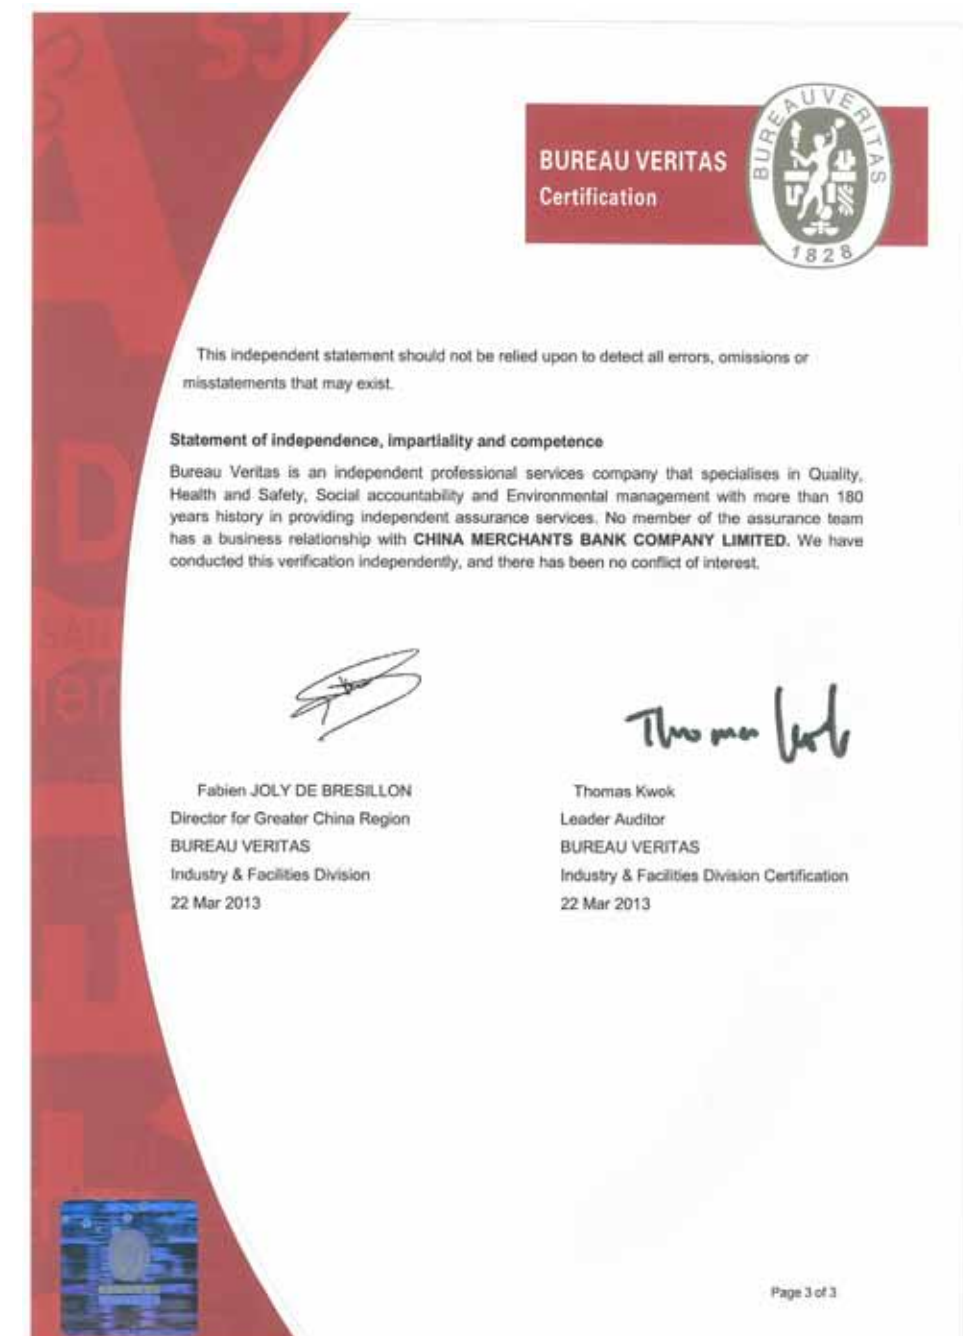 BUREAU VERITAS
Certification
BUREAU VERITAS
1828
This independent statement should not be relied upon to detect all errors, omissions or
misstatements that may exist.
Statement of independence, impartiality and competence
Bureau Veritas is an independent professional services company that specialises in Quality,
Health and Safety, Social accountability and Environmental management with more than 180
years history in providing independent assurance services. No member of the assurance team
has a business relationship with CHINA MERCHANTS BANK COMPANY LIMITED. We have
conducted this verification independently, and there has been no conflict of interest.
Thomas Kwok
Fabien JOLY DE BRESILLON
Director for Greater China Region
BUREAU VERITAS
Industry & Facilities Division
22 Mar 2013
Thomas Kwok
Leader Auditor
BUREAU VERITAS
Industry & Facilities Division Certification
22 Mar 2013
Page 3 of 3